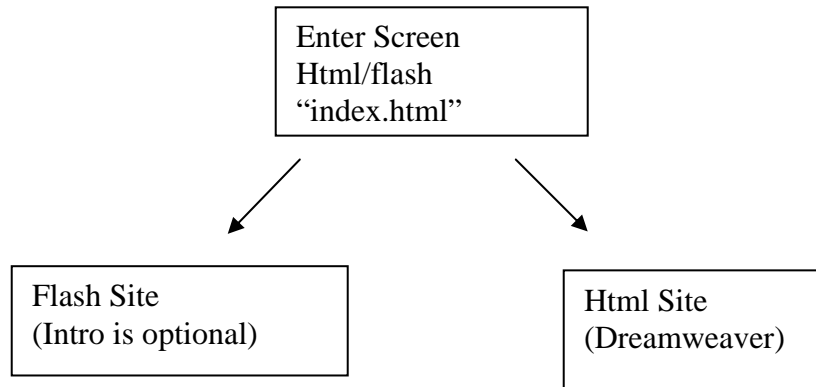 Enter Screen
Html/flash
“index.html”
Flash Site
(Intro is optional)
Html Site
(Dreamweaver)